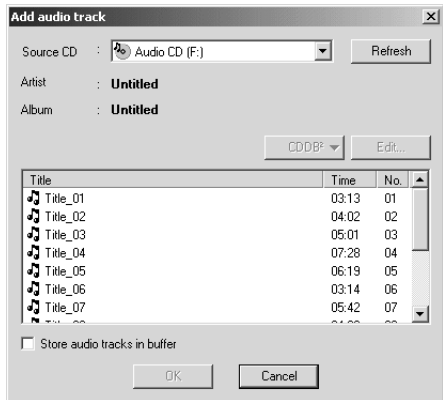 Add audio track
Source CD : Audio CD (F:) Refresh
Artist : Untitled
Album : Untitled
CDDB² Edit...
Title Time No.
Title_01 03:13 01
Title_02 04:02 02
Title_03 05:01 03
Title_04 07:28 04
Title_05 06:19 05
Title_06 03:14 06
Title_07 05:42 07
Store audio tracks in buffer
OK Cancel